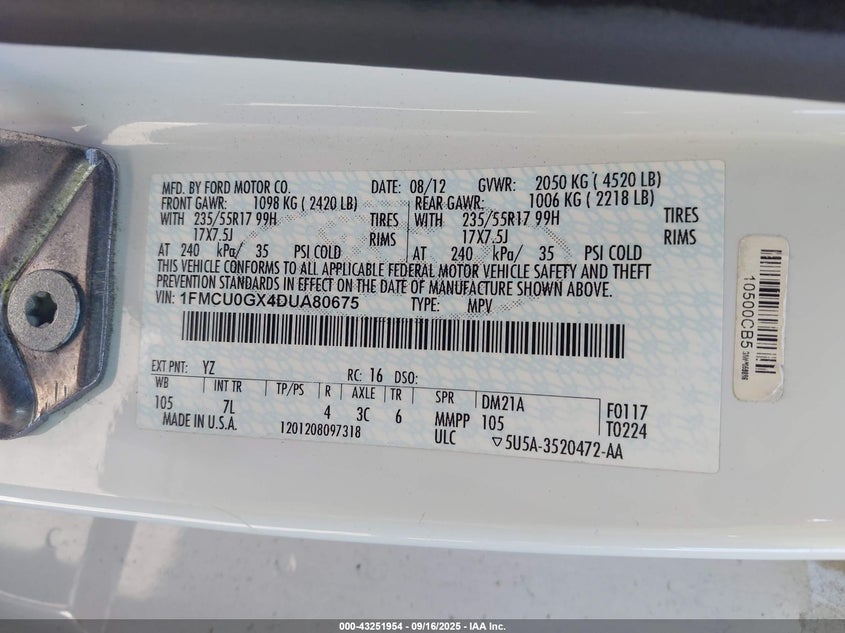 MFD. BY FORD MOTOR CO. DATE: 08/12 GVWR: 2050 KG ( 4520 LB)
FRONT GAWR: 1098 KG ( 2420 LB) REAR GAWR: 1006 KG ( 2218 LB)
WITH 235/55R17 99H TIRES WITH 235/55R17 99H TIRES
17X7.5J RIMS 17X7.5J RIMS
AT 240 kPa/ 35 PSI COLD AT 240 kPa/ 35 PSI COLD
THIS VEHICLE CONFORMS TO ALL APPLICABLE FEDERAL MOTOR VEHICLE SAFETY AND THEFT
PREVENTION STANDARDS IN EFFECT ON THE DATE OF MANUFACTURE SHOWN ABOVE.
VIN: 1FMCU0GX4DUA80675 TYPE: MPV
EXT PNT: YZ RC: 16 DSO:
WB INT TR TP/PS R AXLE TR SPR DM21A F0117
105 7L 4 3C 6 MMPP 105 T0224
MADE IN U.S.A. 1201208097318 ULC ▽5U5A-3520472-AA
10500CB5
000-43251954 - 09/16/2025 - IAA Inc.